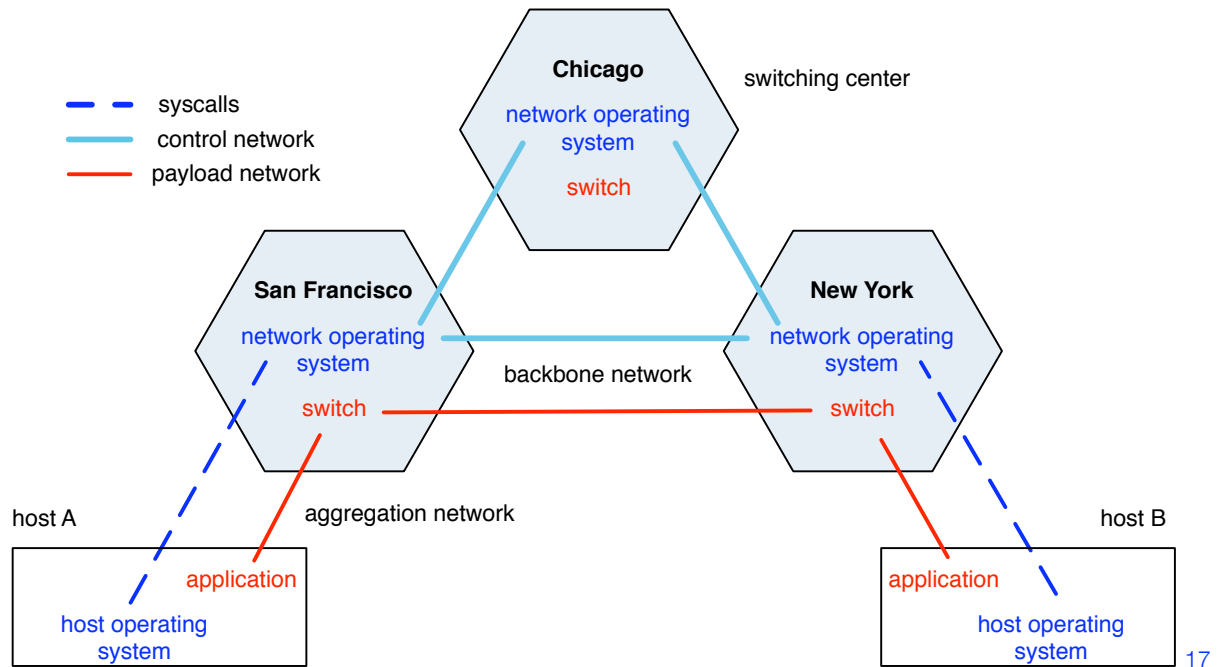 Chicago
switching center
network operating
system
switch
syscalls
control network
payload network
San Francisco
network operating
system
switch
New York
network operating
system
switch
backbone network
aggregation network
host A
application
host operating
system
host B
application
host operating
system
17